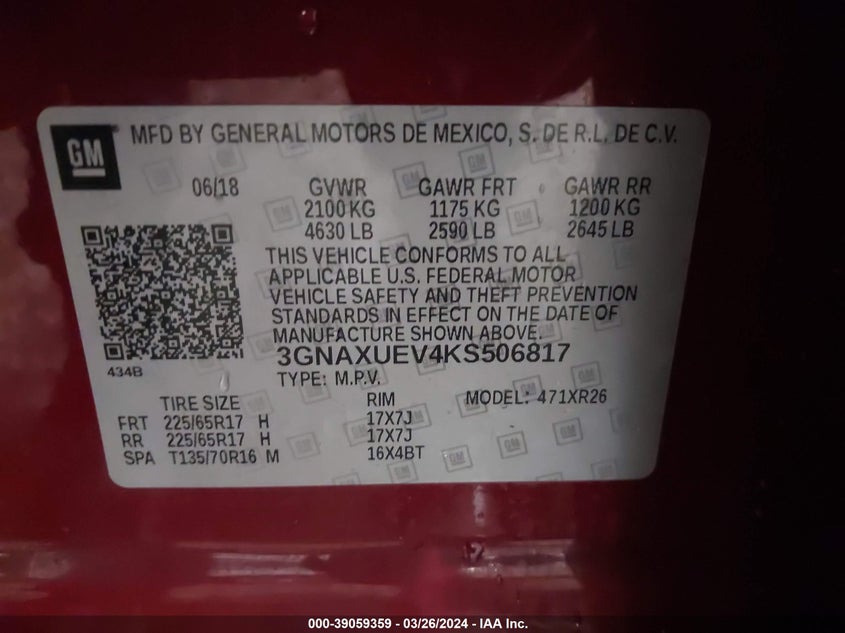 GM
MFD BY GENERAL MOTORS DE MEXICO, S. DE R.L. DE C.V.
06/18 GVWR GAWR FRT GAWR RR
2100 KG 1175 KG 1200 KG
4630 LB 2590 LB 2645 LB
THIS VEHICLE CONFORMS TO ALL
APPLICABLE U.S. FEDERAL MOTOR
VEHICLE SAFETY AND THEFT PREVENTION
STANDARDS IN EFFECT ON THE DATE OF
MANUFACTURE SHOWN ABOVE.
3GNAXUEV4KS506817
434B
TYPE: M.P.V.
TIRE SIZE RIM MODEL: 471XR26
FRT 225/65R17 H 17X7J
RR 225/65R17 H 17X7J
SPA T135/70R16 M 16X4BT
000-39059359 - 03/26/2024 - IAA Inc.